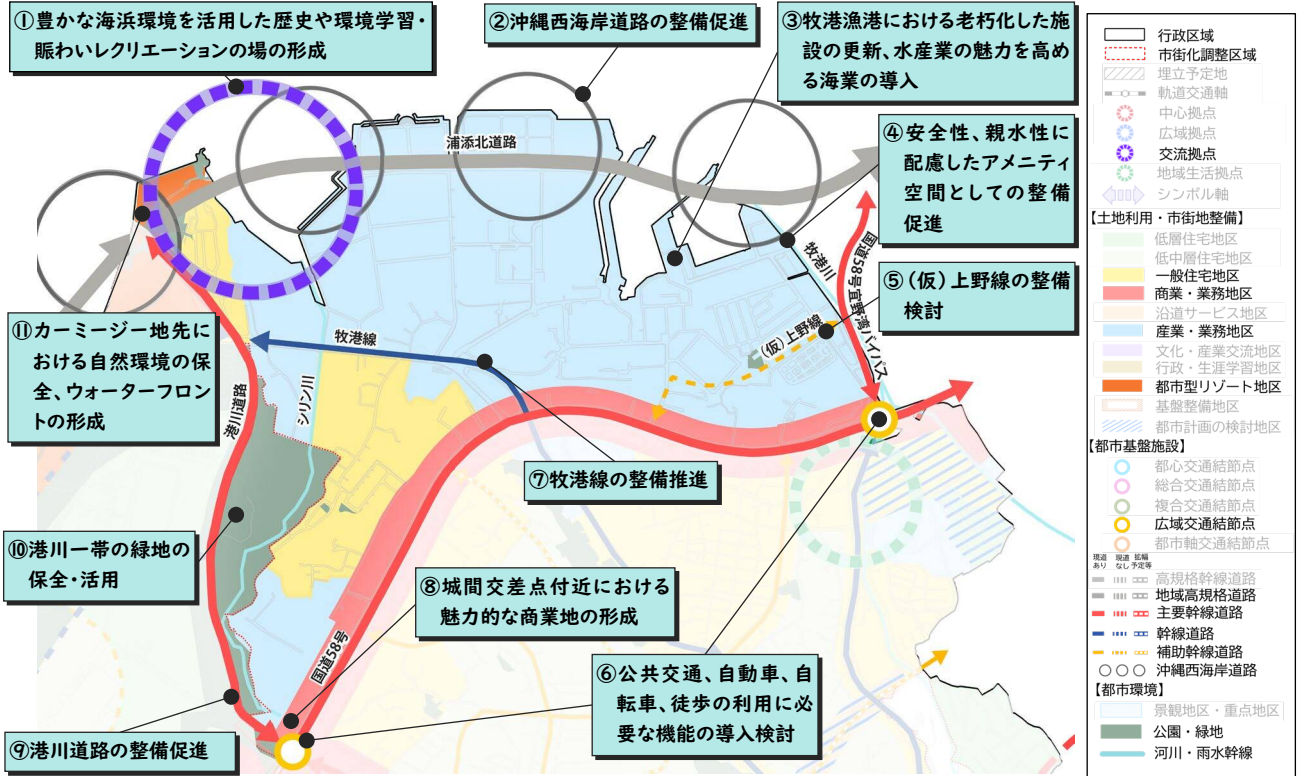 ①豊かな海浜環境を活用した歴史や環境学習・
賑わいレクリエーションの場の形成
②沖縄西海岸道路の整備促進
③牧港漁港における老朽化した施
設の更新、水産業の魅力を高め
る海業の導入
④安全性、親水性に
配慮したアメニティ
空間としての整備
促進
⑤(仮)上野線の整備
検討
浦添北道路
牧港川
国道58号宜野湾バイパス
(仮)上野線
牧港線
シリン川
港川道路
国道58号
⑪カーミージー地先に
おける自然環境の保
全、ウォーターフロン
トの形成
⑦牧港線の整備推進
⑩港川一帯の緑地の
保全・活用
⑧城間交差点付近における
魅力的な商業地の形成
⑥公共交通、自動車、自
転車、徒歩の利用に必
要な機能の導入検討
⑨港川道路の整備促進
行政区域
市街化調整区域
埋立予定地
軌道交通軸
中心拠点
広域拠点
交流拠点
地域生活拠点
シンボル軸
【土地利用・市街地整備】
低層住宅地区
低中層住宅地区
一般住宅地区
商業・業務地区
沿道サービス地区
産業・業務地区
文化・産業交流地区
行政・生涯学習地区
都市型リゾート地区
基盤整備地区
都市計画の検討地区
【都市基盤施設】
都心交通結節点
総合交通結節点
複合交通結節点
広域交通結節点
都市軸交通結節点
現道あり 現道なし 拡幅予定等
高規格幹線道路
地域高規格道路
主要幹線道路
幹線道路
補助幹線道路
沖縄西海岸道路
【都市環境】
景観地区・重点地区
公園・緑地
河川・雨水幹線